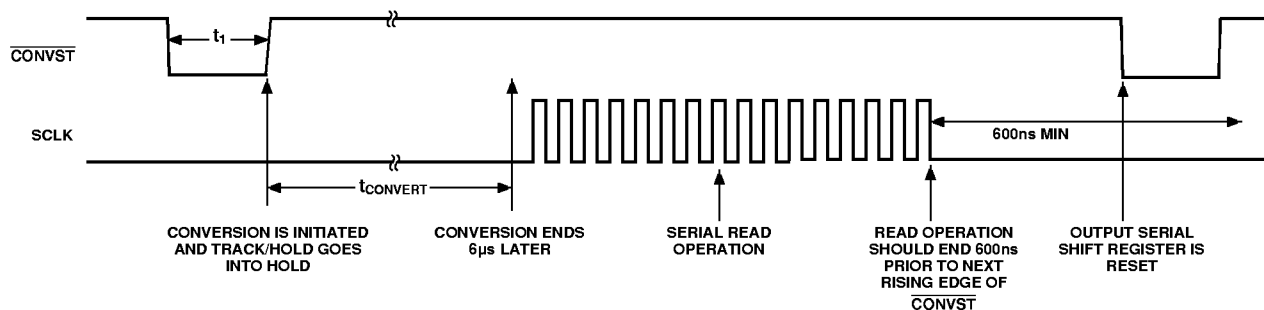 t1
CONVST
SCLK
600ns MIN
tCONVERT
CONVERSION IS INITIATED
AND TRACK/HOLD GOES
INTO HOLD
CONVERSION ENDS
6µs LATER
SERIAL READ
OPERATION
READ OPERATION
SHOULD END 600ns
PRIOR TO NEXT
RISING EDGE OF
CONVST
OUTPUT SERIAL
SHIFT REGISTER IS
RESET